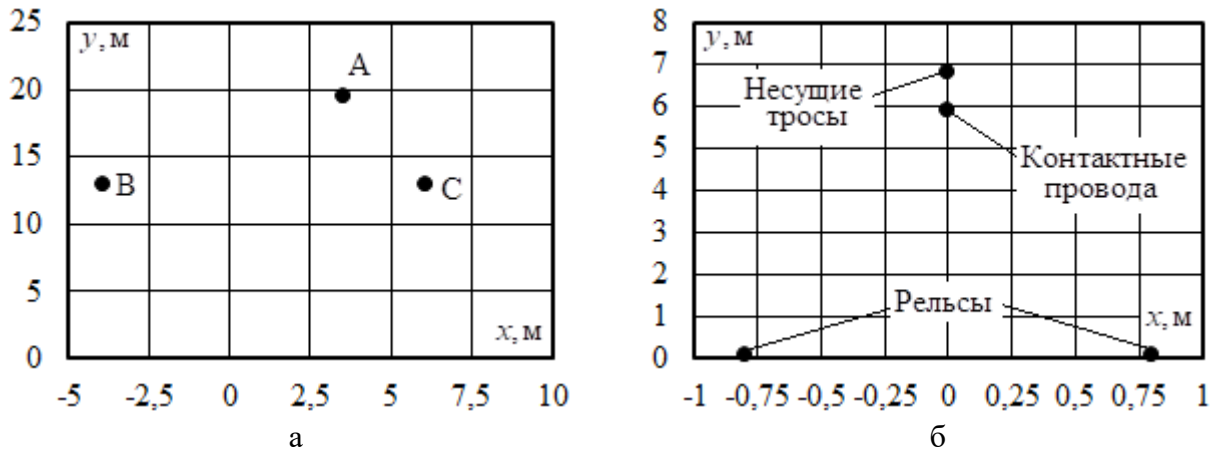 25
y, м
A
20
15
B
C
10
5
x, м
0
-5 -2,5 0 2,5 5 7,5 10
а
8
y, м
7
Несущие
тросы
6
5
Контактные
провода
4
3
2
Рельсы
1
x, м
0
-1 -0,75 -0,5 -0,25 0 0,25 0,5 0,75 1
б